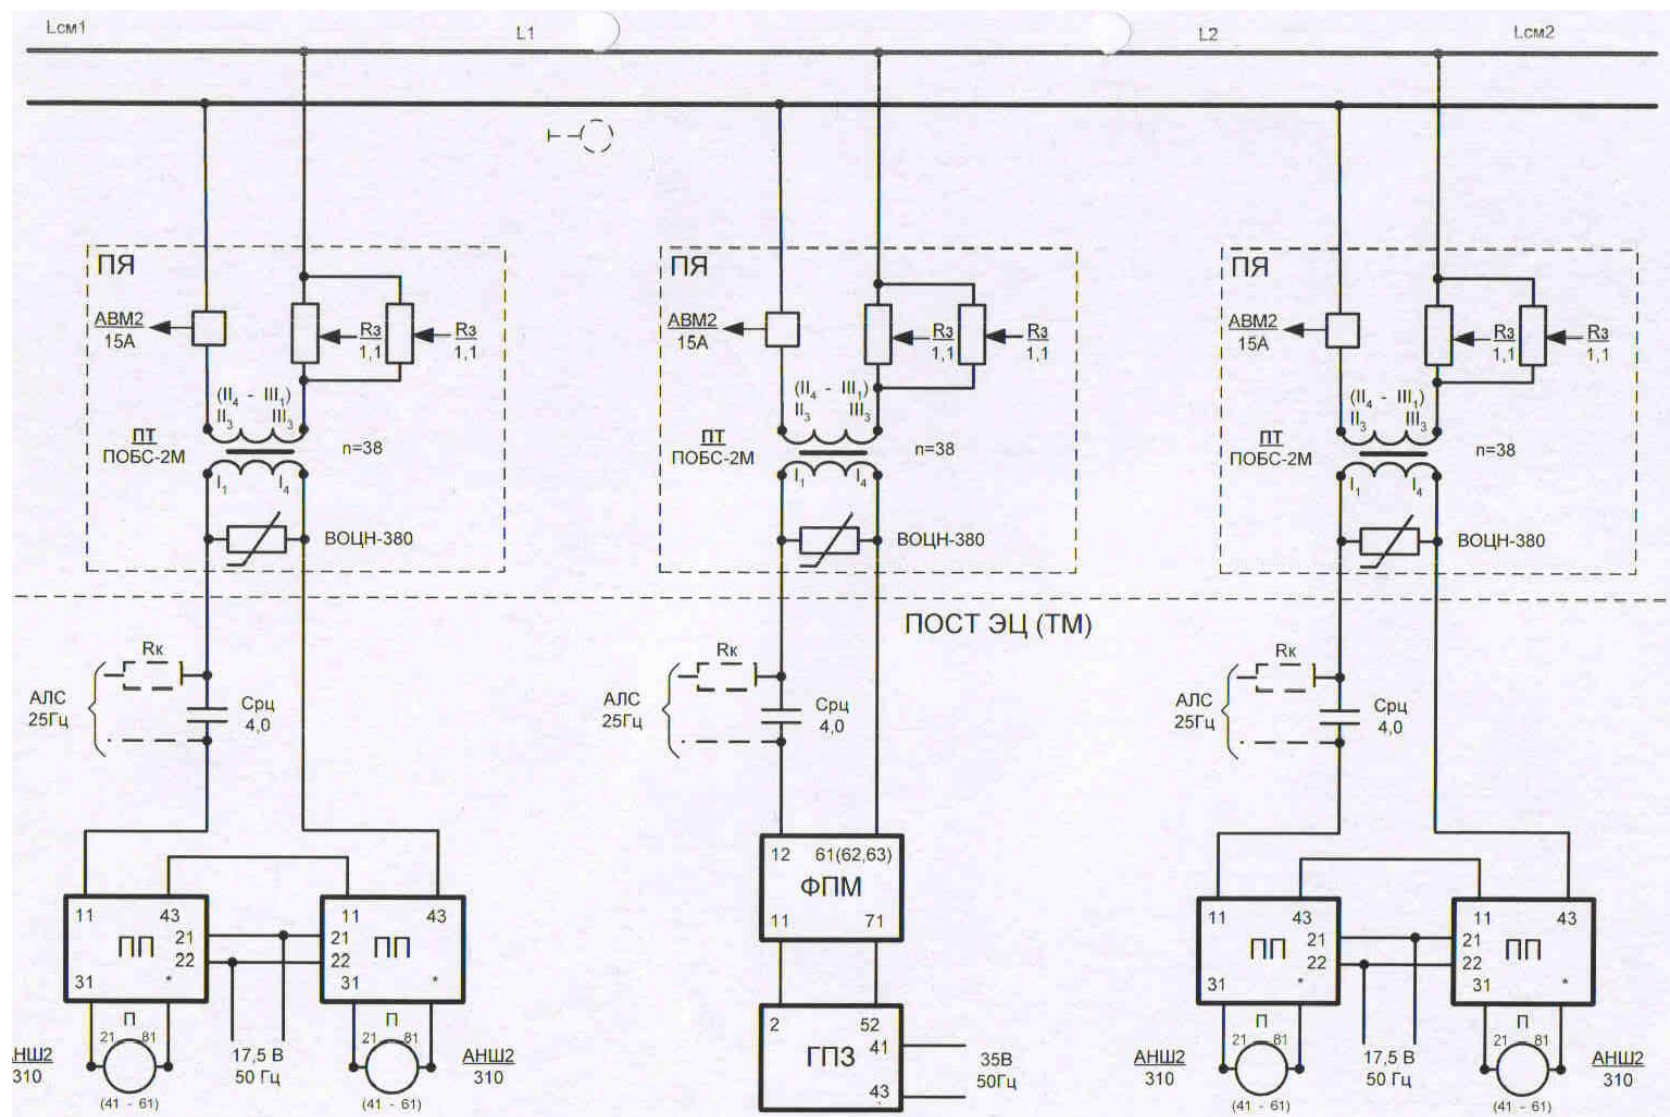 Lсм1 L1 L2 Lсм2
ПЯ ПЯ ПЯ
АВМ2 Rз Rз АВМ2 Rз Rз АВМ2 Rз Rз
15А 1,1 1,1 15А 1,1 1,1 15А 1,1 1,1
(II4 - III1) (II4 - III1) (II4 - III1)
II3 III3 II3 III3 II3 III3
ПТ ПТ ПТ
ПОБС-2М n=38 ПОБС-2М n=38 ПОБС-2М n=38
I1 I4 I1 I4 I1 I4
ВОЦН-380 ВОЦН-380 ВОЦН-380
ПОСТ ЭЦ (ТМ)
Rк Rк Rк
АЛС Срц АЛС Срц АЛС Срц
25Гц 4,0 25Гц 4,0 25Гц 4,0
12 61(62,63)
ФПМ
11 71
11 43 11 43 11 43 11 43
21 21 21 21
ПП ПП ПП ПП
22 22 22 22
31 * 31 * 31 * 31 *
2 52
ГПЗ 41
43
35В
50Гц
П П П П
21 81 21 81 21 81 21 81
АНШ2 17,5 В АНШ2 АНШ2 17,5 В АНШ2
310 50 Гц 310 310 50 Гц 310
(41 - 61) (41 - 61) (41 - 61) (41 - 61)